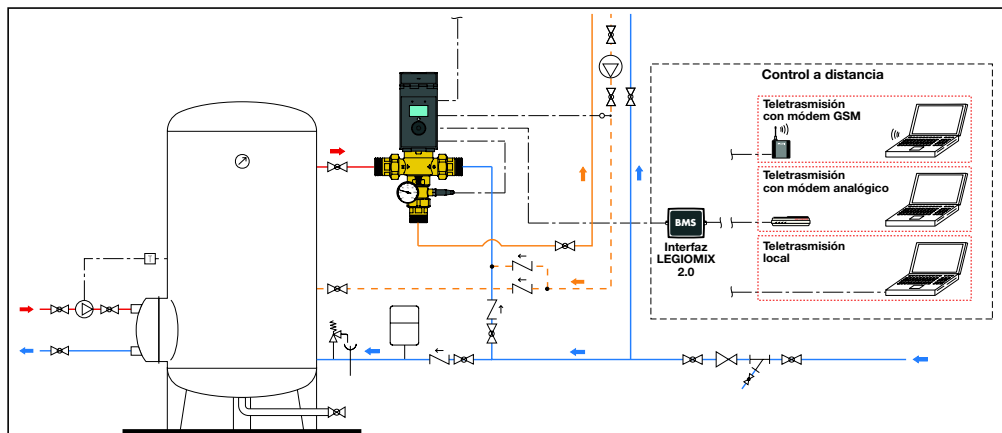 Control a distancia
Teletrasmisión
con módem GSM
Teletrasmisión
con módem analógico
BMS
Interfaz
LEGIOMIX
2.0
Teletrasmisión
local
T